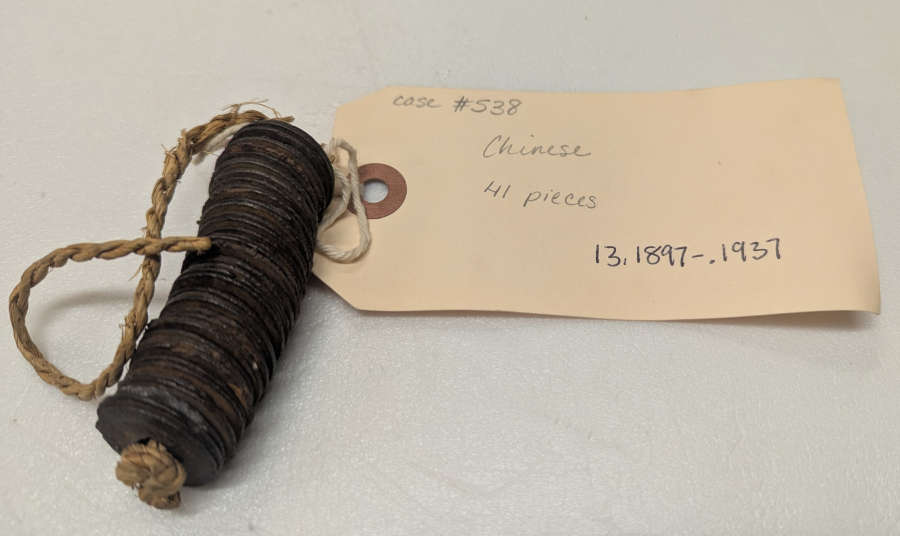 case #538
Chinese
41 pieces
13.1897-.1937